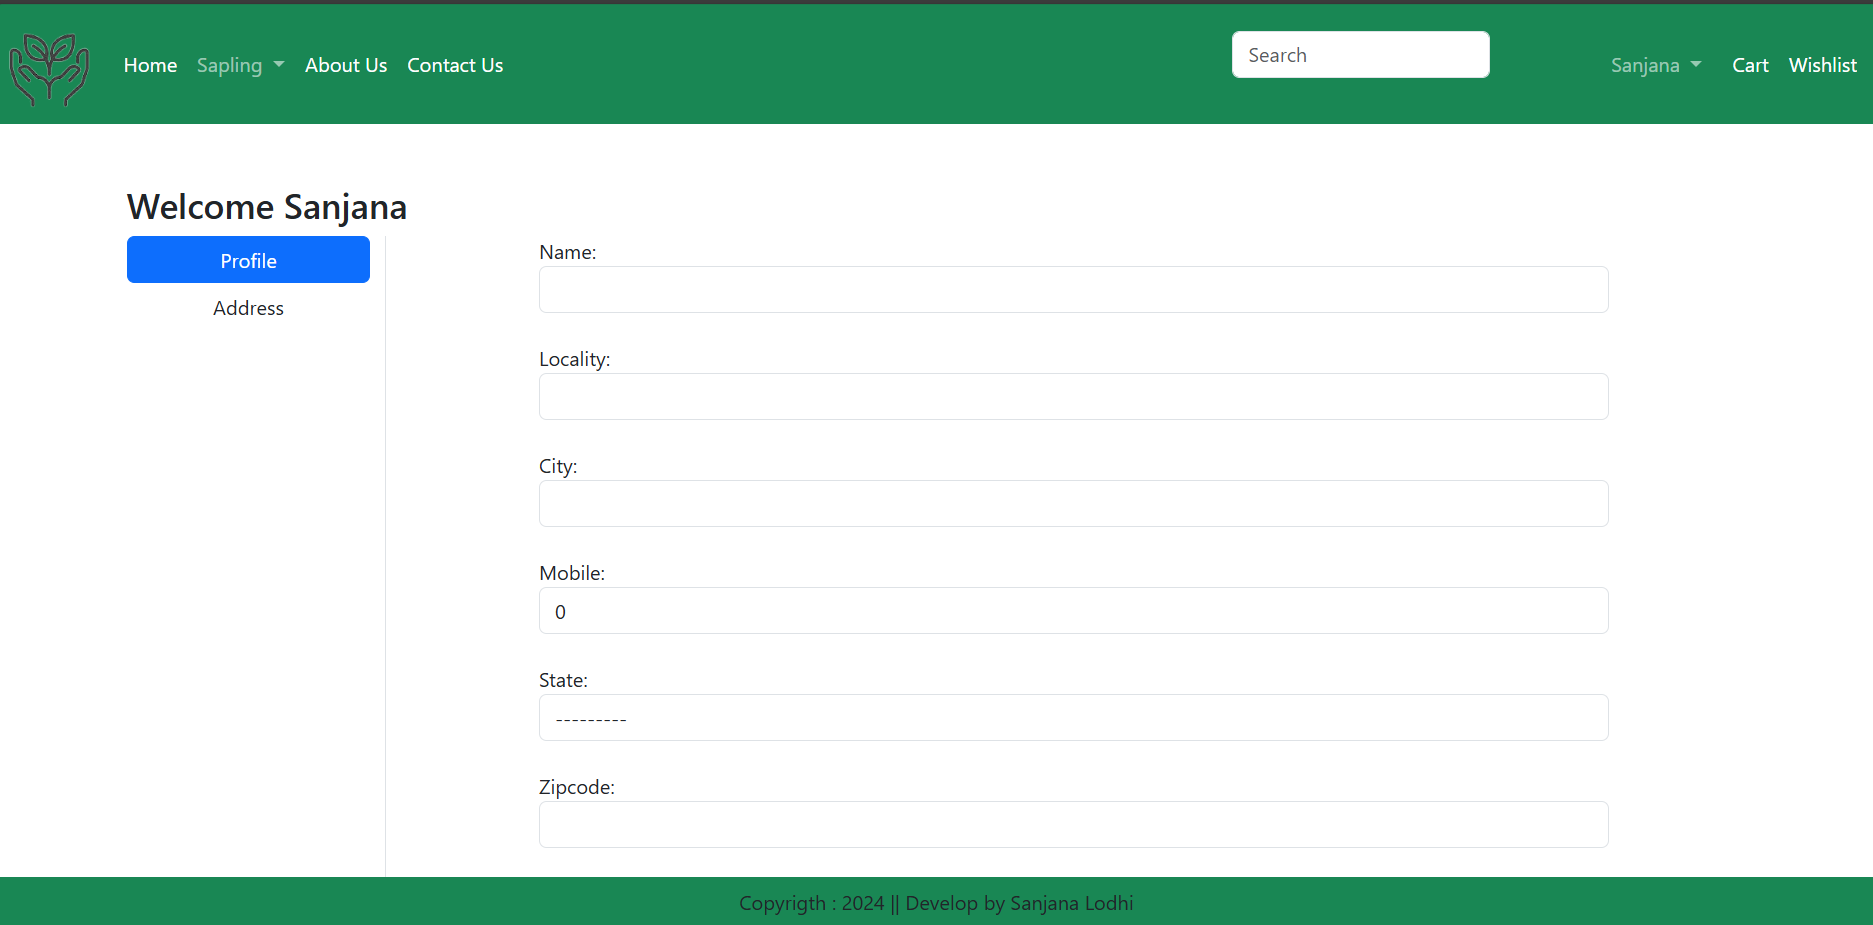 Home Sapling About Us Contact Us Search Sanjana Cart Wishlist
Welcome Sanjana
Profile
Address
Name:
Locality:
City:
Mobile:
0
State:
---------
Zipcode:
Copyrigth : 2024 || Develop by Sanjana Lodhi